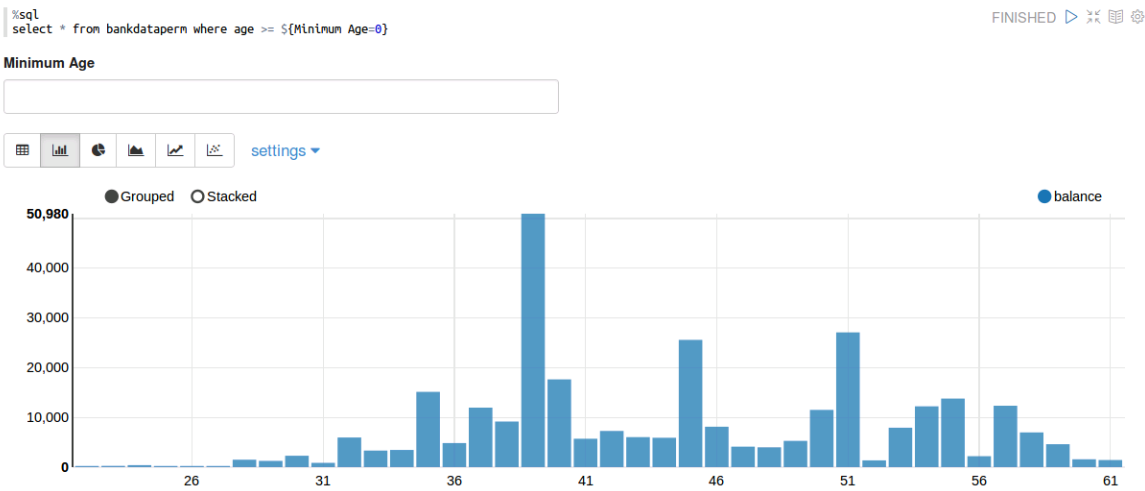 %sql
select * from bankdataperm where age >= ${Minimum Age=0}
FINISHED
Minimum Age
settings
Grouped Stacked balance
50,980
40,000
30,000
20,000
10,000
0
26 31 36 41 46 51 56 61